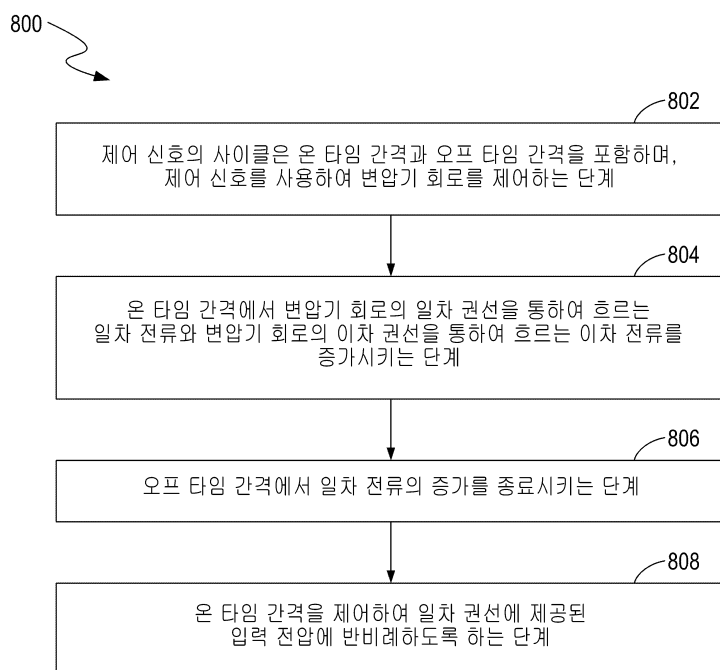 800
802
제어 신호의 사이클은 온 타임 간격과 오프 타임 간격을 포함하며,
제어 신호를 사용하여 변압기 회로를 제어하는 단계
804
온 타임 간격에서 변압기 회로의 일차 권선을 통하여 흐르는
일차 전류와 변압기 회로의 이차 권선을 통하여 흐르는 이차 전류를
증가시키는 단계
806
오프 타임 간격에서 일차 전류의 증가를 종료시키는 단계
808
온 타임 간격을 제어하여 일차 권선에 제공된
입력 전압에 반비례하도록 하는 단계